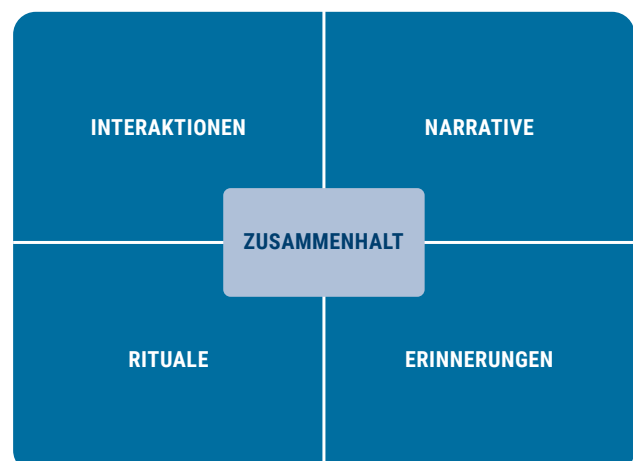 INTERAKTIONEN
NARRATIVE
ZUSAMMENHALT
RITUALE
ERINNERUNGEN